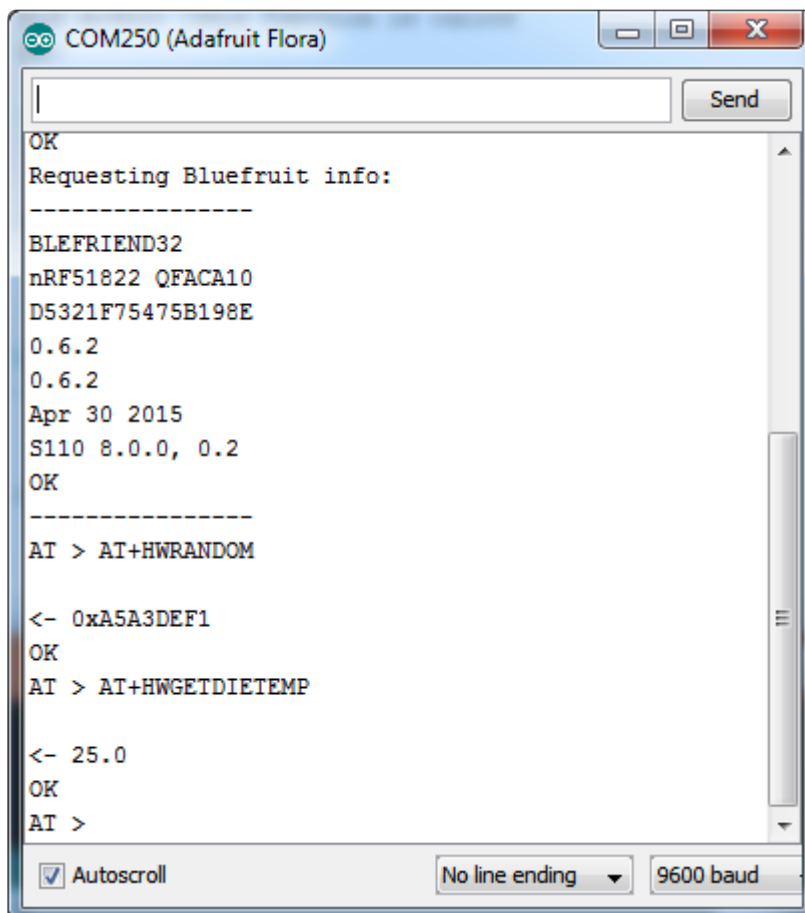 COM250 (Adafruit Flora)
Send
OK
Requesting Bluefruit info:
----------------
BLEFRIEND32
nRF51822 QFACA10
D5321F75475B198E
0.6.2
0.6.2
Apr 30 2015
S110 8.0.0, 0.2
OK
----------------
AT > AT+HWRANDOM
<- 0xA5A3DEF1
OK
AT > AT+HWGETDIETEMP
<- 25.0
OK
AT >
Autoscroll
No line ending
9600 baud